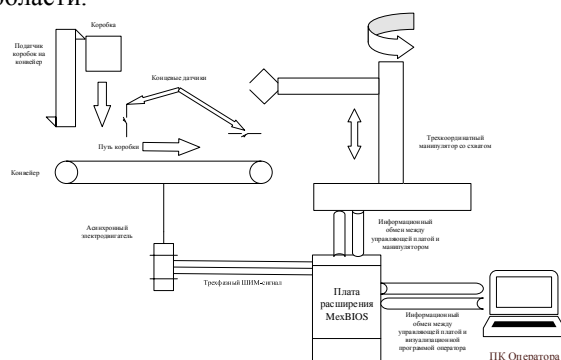 области.
Коробка
Податчик
коробок на
конвейер
Концевые датчики
Путь коробки
Трехкоординатный
манипулятор со схватом
Конвейер
Асинхронный
электродвигатель
Информационный
обмен между
управляющей платой и
манипулятором
Трехфазный ШИМ-сигнал
Плата
расширения
MexBIOS
Информационный
обмен между
управляющей платой и
визуализационной
программой оператора
ПК Оператора